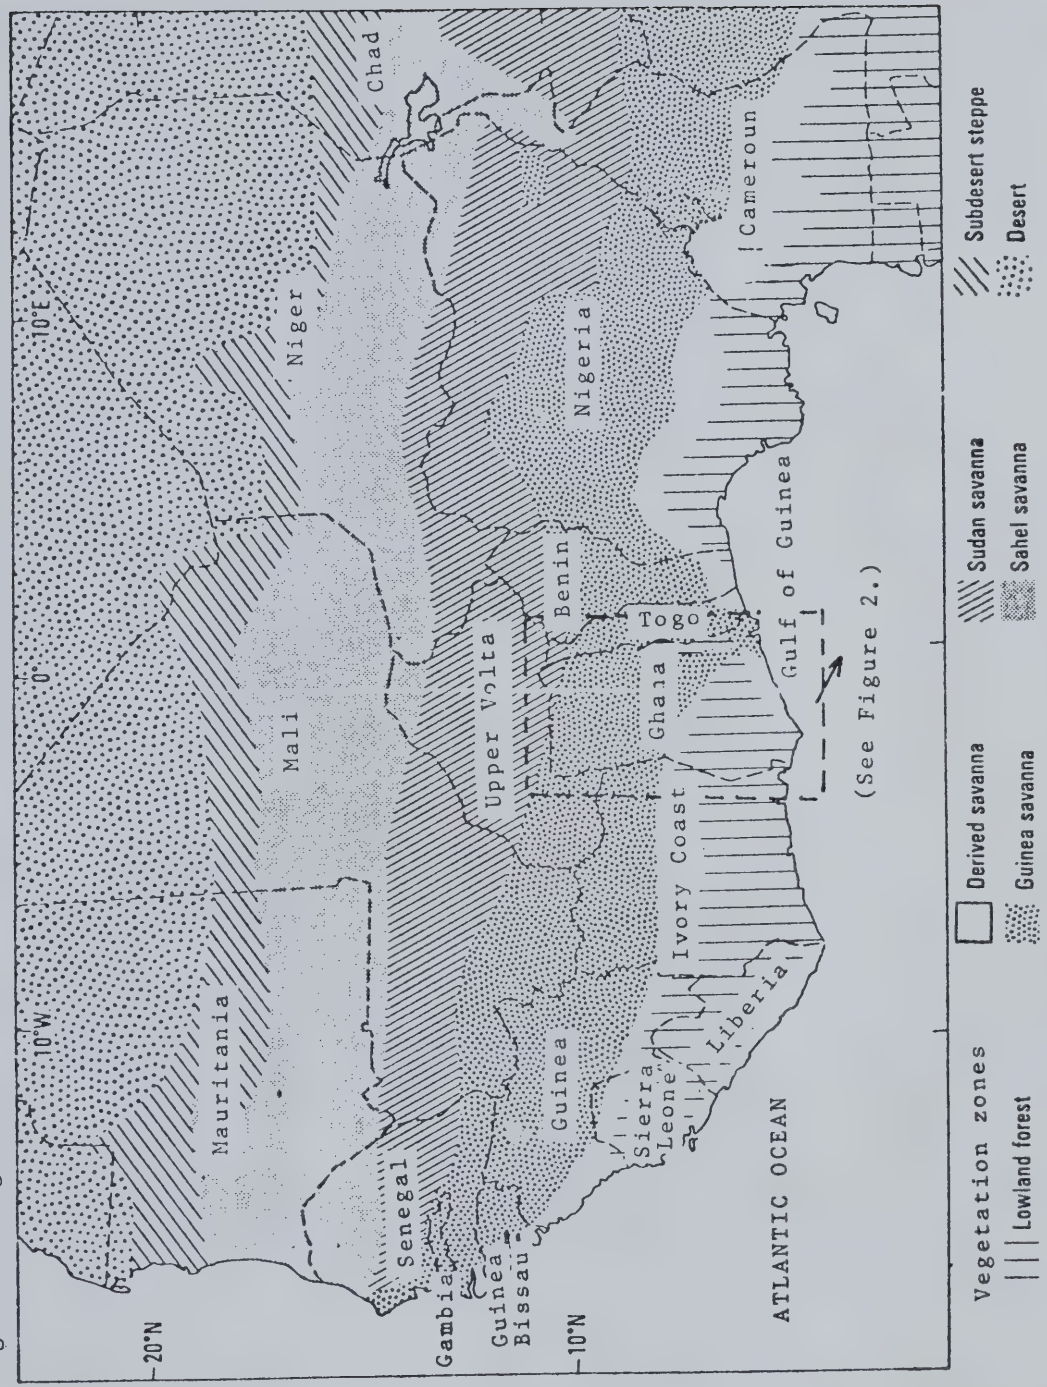 20°N
10°N
10°W
0°
10°E
Mauritania
Mali
Niger
Chad
Senegal
Gambia
Guinea
Bissau
Guinea
Sierra
Leone
Liberia
Ivory Coast
Upper Volta
Ghana
Togo
Benin
Nigeria
Cameroun
Gulf of Guinea
(See Figure 2.)
ATLANTIC OCEAN
Vegetation zones
Lowland forest
Derived savanna
Guinea savanna
Sudan savanna
Sahel savanna
Subdesert steppe
Desert